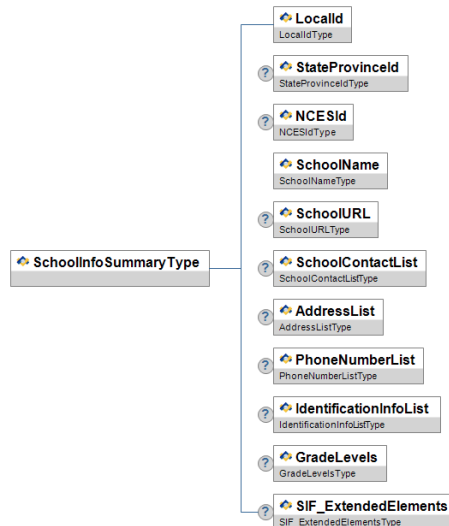 LocalId
LocalIdType
? StateProvinceId
StateProvinceIdType
? NCESId
NCESIdType
SchoolName
SchoolNameType
? SchoolURL
SchoolURLType
SchoolInfoSummaryType
? SchoolContactList
SchoolContactListType
? AddressList
AddressListType
? PhoneNumberList
PhoneNumberListType
? IdentificationInfoList
IdentificationInfoListType
? GradeLevels
GradeLevelsType
? SIF_ExtendedElements
SIF_ExtendedElementsType